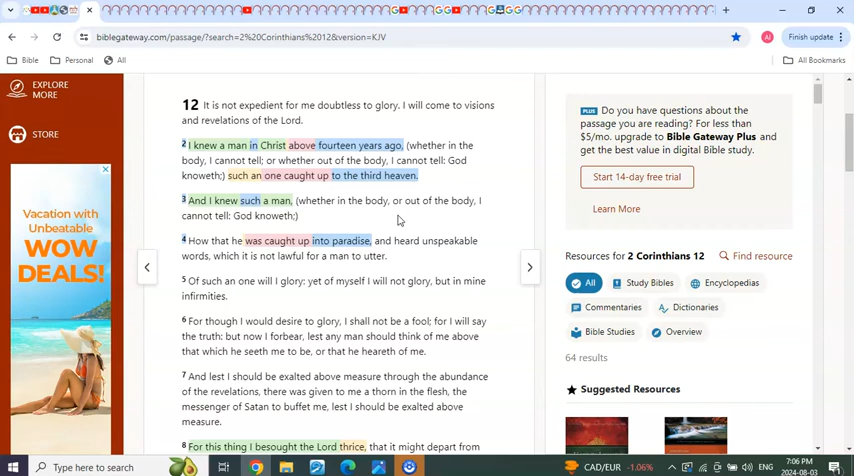 Finish update
biblegateway.com/passage/?search=2%20Corinthians%2012&version=KJV
Bible
Personal
All
All Bookmarks
EXPLORE
MORE
STORE
Vacation with
Unbeatable
WOW
DEALS!
12 It is not expedient for me doubtless to glory. I will come to visions
and revelations of the Lord.
2 I knew a man in Christ above fourteen years ago, (whether in the
body, I cannot tell; or whether out of the body, I cannot tell: God
knoweth;) such an one caught up to the third heaven.
3 And I knew such a man, (whether in the body, or out of the body, I
cannot tell: God knoweth;)
4 How that he was caught up into paradise, and heard unspeakable
words, which it is not lawful for a man to utter.
5 Of such an one will I glory: yet of myself I will not glory, but in mine
infirmities.
6 For though I would desire to glory, I shall not be a fool; for I will say
the truth: but now I forbear, lest any man should think of me above
that which he seeth me to be, or that he heareth of me.
7 And lest I should be exalted above measure through the abundance
of the revelations, there was given to me a thorn in the flesh, the
messenger of Satan to buffet me, lest I should be exalted above
measure.
8 For this thing I besought the Lord thrice, that it might depart from
PLUS Do you have questions about the
passage you are reading? For less than
$5/mo. upgrade to Bible Gateway Plus and
get the best value in digital Bible study.
Start 14-day free trial
Learn More
Resources for 2 Corinthians 12
Find resource
All
Study Bibles
Encyclopedias
Commentaries
Dictionaries
Bible Studies
Overview
64 results
Suggested Resources
Type here to search
CAD/EUR -1.06%
ENG
7:06 PM
2024-08-03